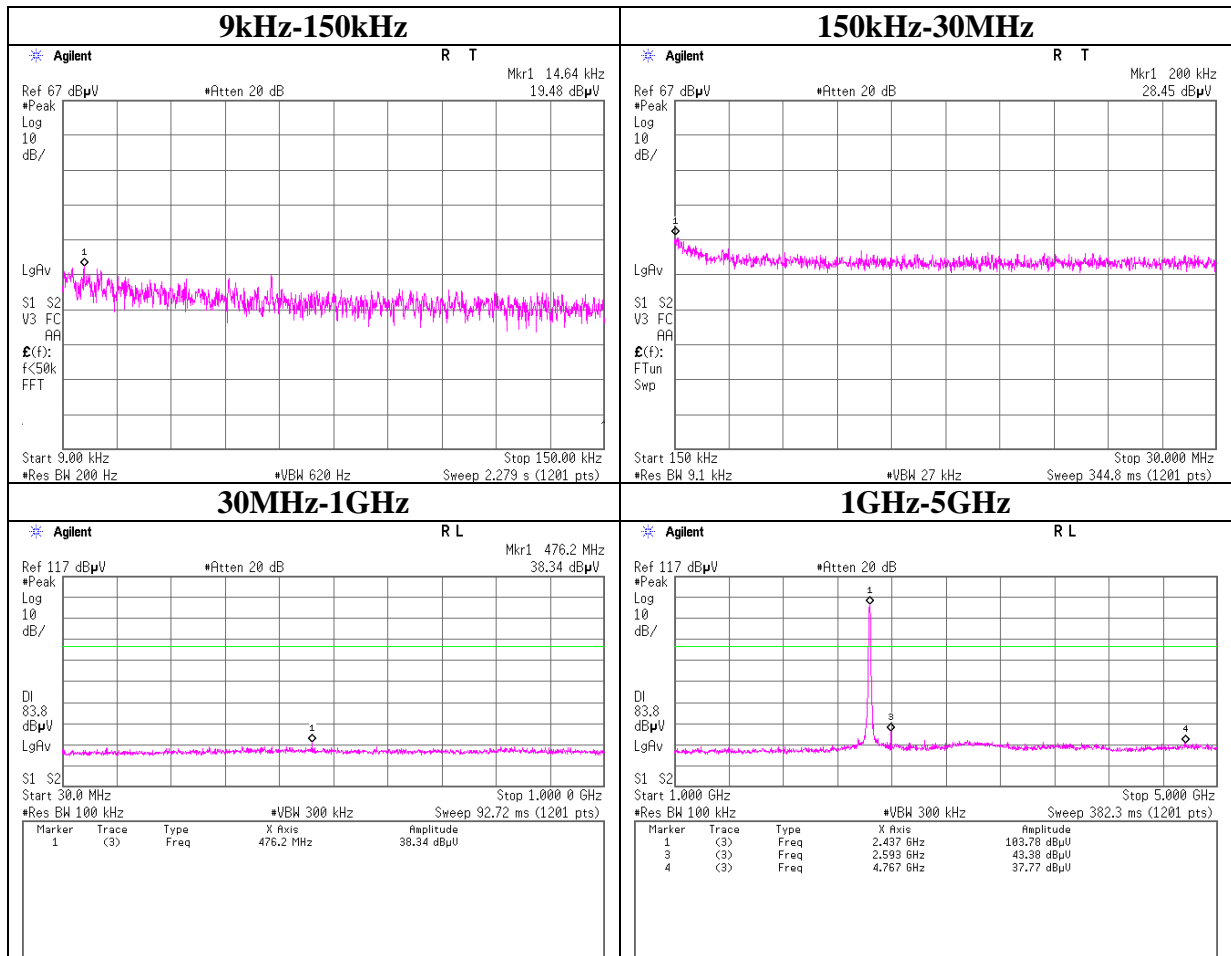 9kHz-150kHz
Agilent R T
Mkr1 14.64 kHz
Ref 67 dBµV #Atten 20 dB 19.48 dBµV
#Peak
Log
10
dB/
1
LgAv
S1 S2
V3 FC
AA
£(f):
f<50k
FFT
Start 9.00 kHz Stop 150.00 kHz
#Res BW 200 Hz #VBW 620 Hz Sweep 2.279 s (1201 pts)
150kHz-30MHz
Agilent R T
Mkr1 200 kHz
Ref 67 dBµV #Atten 20 dB 28.45 dBµV
#Peak
Log
10
dB/
1
LgAv
S1 S2
V3 FC
AA
£(f):
FTun
Swp
Start 150 kHz Stop 30.000 MHz
#Res BW 9.1 kHz #VBW 27 kHz Sweep 344.8 ms (1201 pts)
30MHz-1GHz
Agilent R L
Mkr1 476.2 MHz
Ref 117 dBµV #Atten 20 dB 38.34 dBµV
#Peak
Log
10
dB/
DI
83.8
dBµV
1
LgAv
S1 S2
Start 30.0 MHz Stop 1.000 0 GHz
#Res BW 100 kHz #VBW 300 kHz Sweep 92.72 ms (1201 pts)
Marker Trace Type X Axis Amplitude
1 (3) Freq 476.2 MHz 38.34 dBµV
1GHz-5GHz
Agilent R L
Ref 117 dBµV #Atten 20 dB
#Peak
1
Log
10
dB/
DI
83.8
dBµV
3
4
LgAv
S1 S2
Start 1.000 GHz Stop 5.000 GHz
#Res BW 100 kHz #VBW 300 kHz Sweep 382.3 ms (1201 pts)
Marker Trace Type X Axis Amplitude
1 (3) Freq 2.437 GHz 103.78 dBµV
3 (3) Freq 2.593 GHz 43.38 dBµV
4 (3) Freq 4.767 GHz 37.77 dBµV